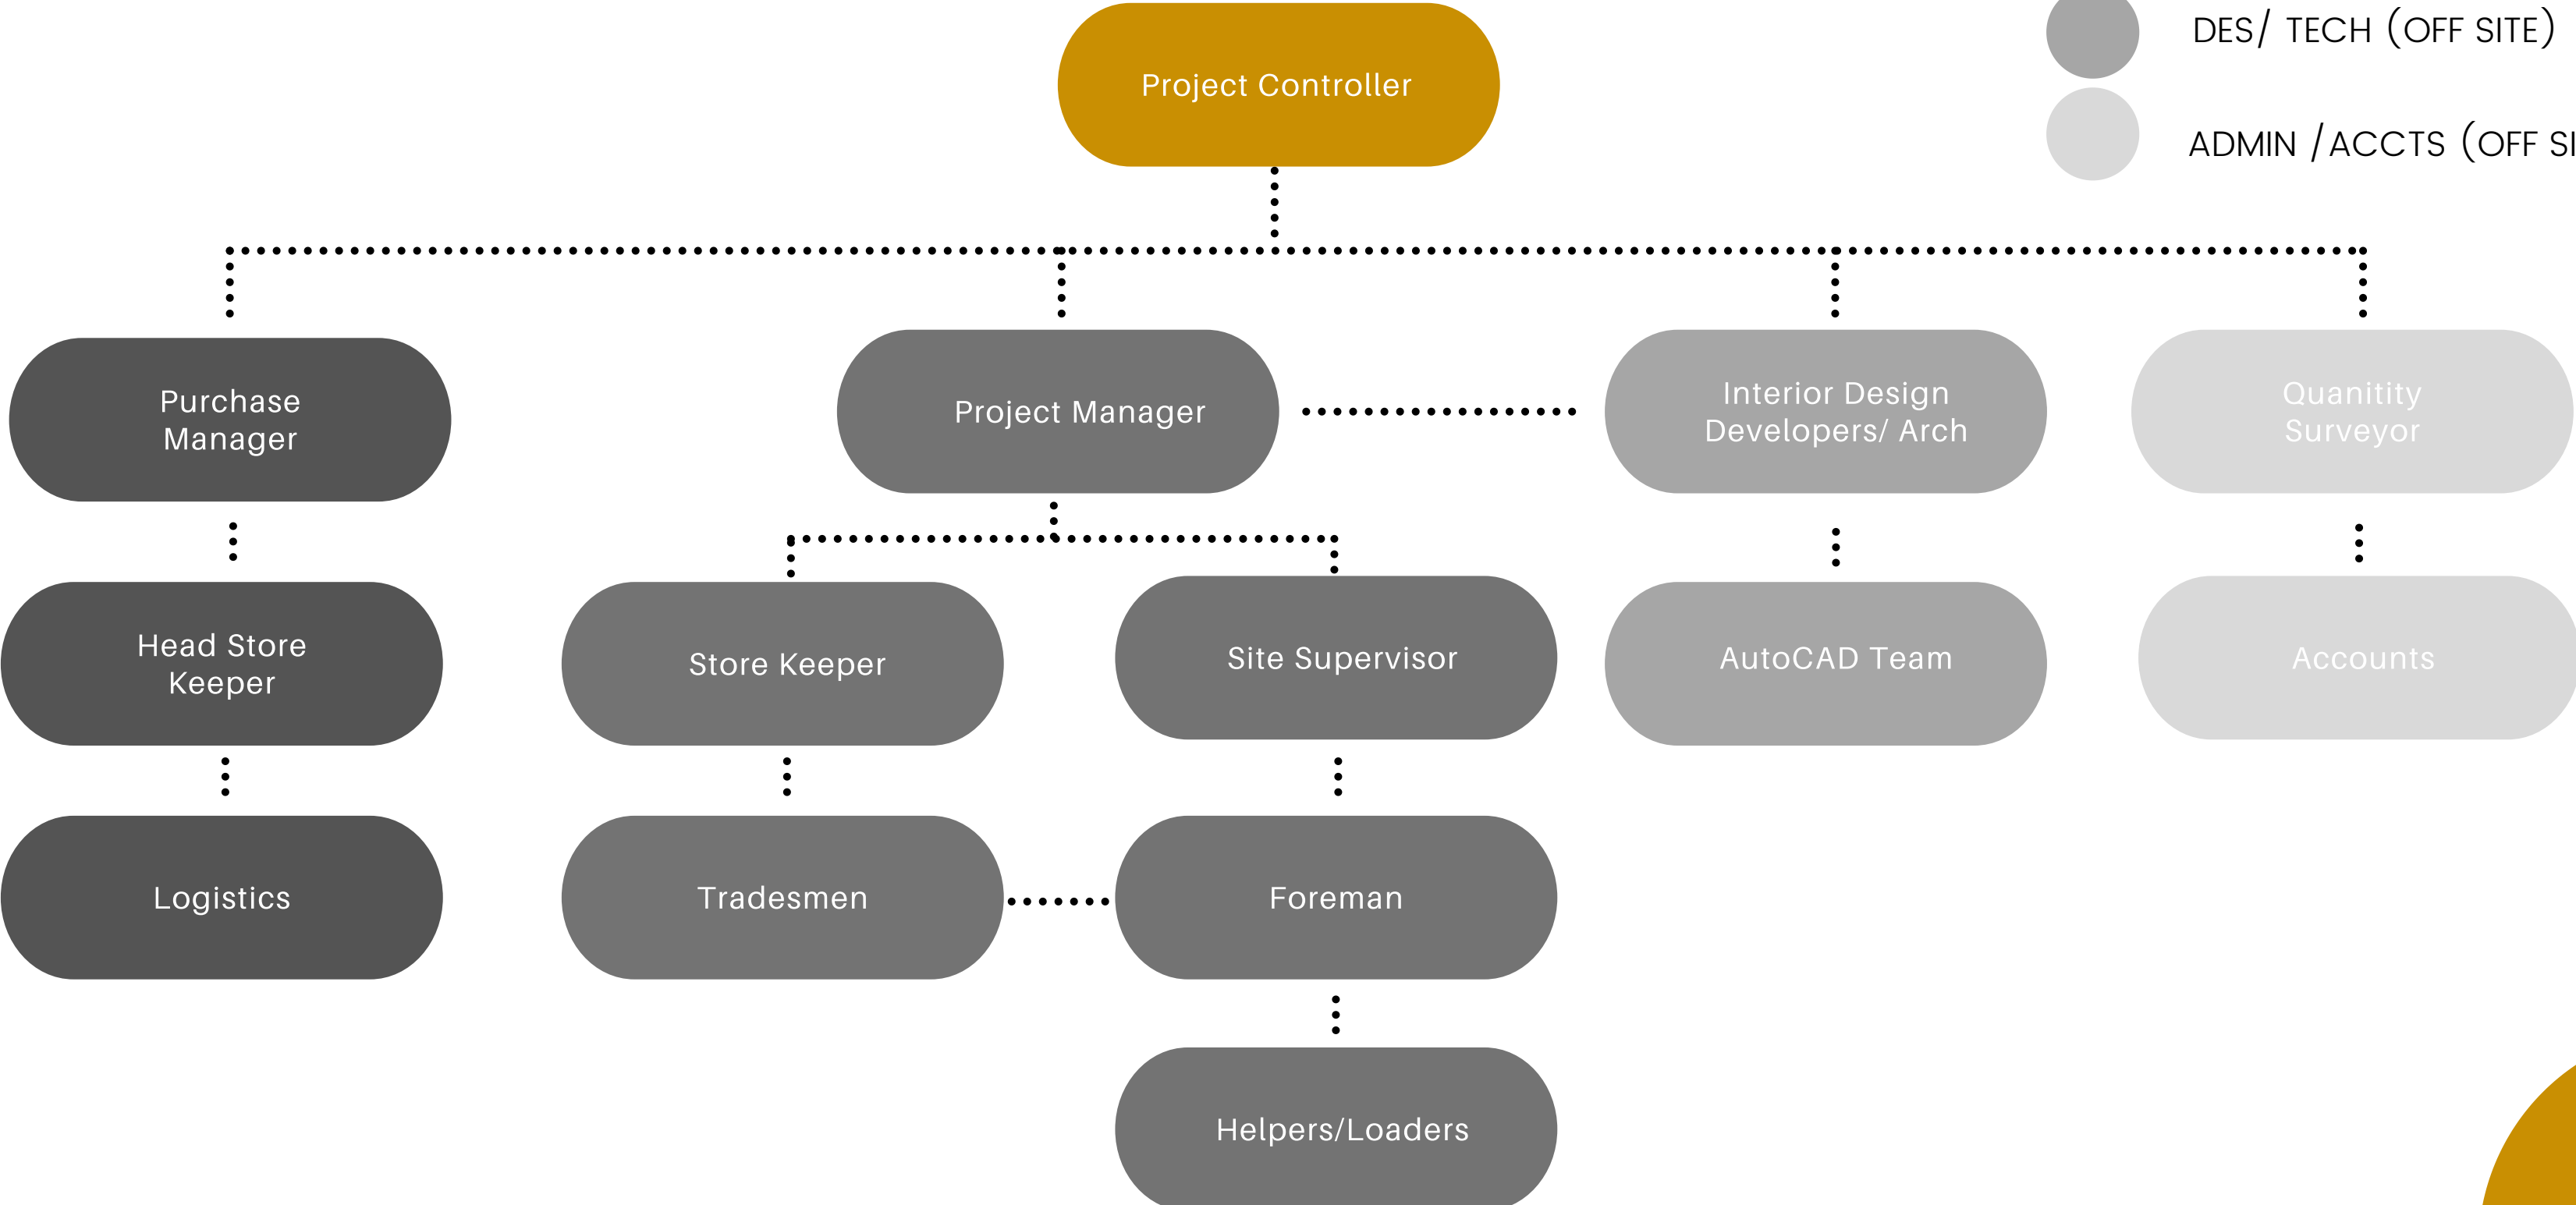 DES/ TECH (OFF SITE)
Project Controller
ADMIN /ACCTS (OFF SI
Purchase
Manager
Project Manager
Interior Design
Developers/ Arch
Quanitity
Surveyor
Head Store
Keeper
Store Keeper
Site Supervisor
AutoCAD Team
Accounts
Logistics
Tradesmen
Foreman
Helpers/Loaders